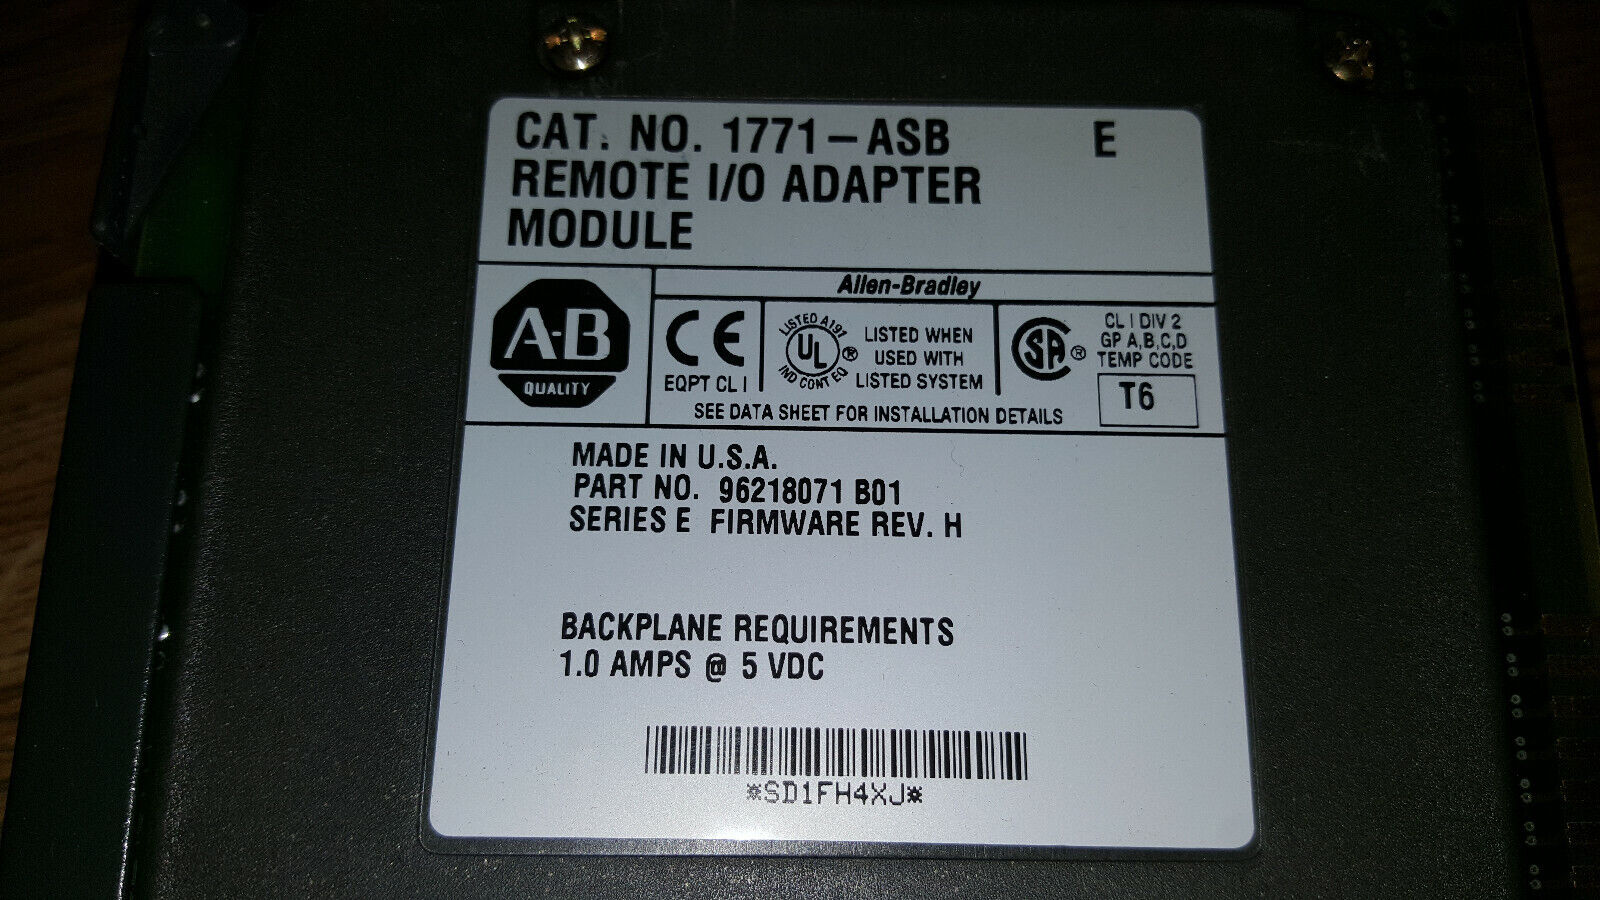 CAT. NO. 1771-ASB E
REMOTE I/O ADAPTER
MODULE
Allen-Bradley
A-B
QUALITY
CE
EQPT CL I
LISTED A191
UL ®
IND CONT EQ
LISTED WHEN
USED WITH
LISTED SYSTEM
SA ®
CL I DIV 2
GP A,B,C,D
TEMP CODE
T6
SEE DATA SHEET FOR INSTALLATION DETAILS
MADE IN U.S.A.
PART NO. 96218071 B01
SERIES E FIRMWARE REV. H
BACKPLANE REQUIREMENTS
1.0 AMPS @ 5 VDC
*SD1FH4XJ*